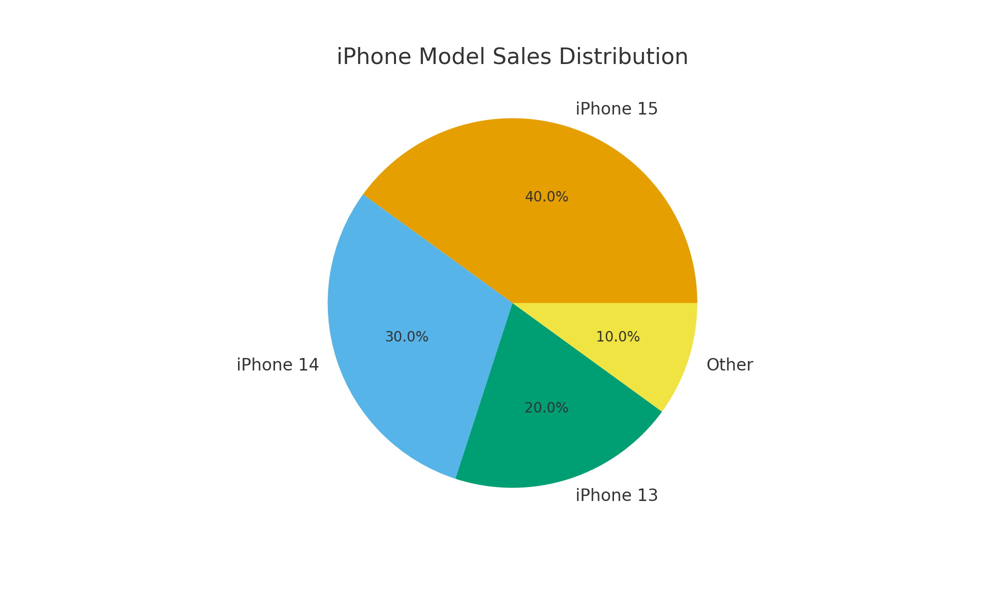 iPhone Model Sales Distribution
iPhone 15
40.0%
30.0%
10.0%
iPhone 14
Other
20.0%
iPhone 13